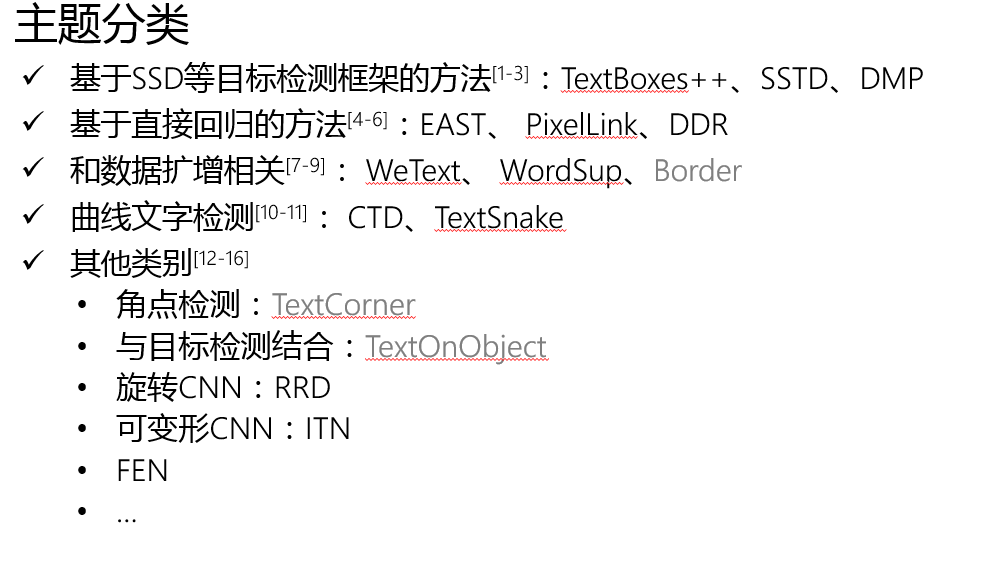 主题分类
✓ 基于SSD等目标检测框架的方法[1-3]：TextBoxes++、SSTD、DMP
✓ 基于直接回归的方法[4-6]：EAST、 PixelLink、DDR
✓ 和数据扩增相关[7-9]： WeText、 WordSup、Border
✓ 曲线文字检测[10-11]： CTD、TextSnake
✓ 其他类别[12-16]
• 角点检测：TextCorner
• 与目标检测结合：TextOnObject
• 旋转CNN：RRD
• 可变形CNN：ITN
• FEN
• ...